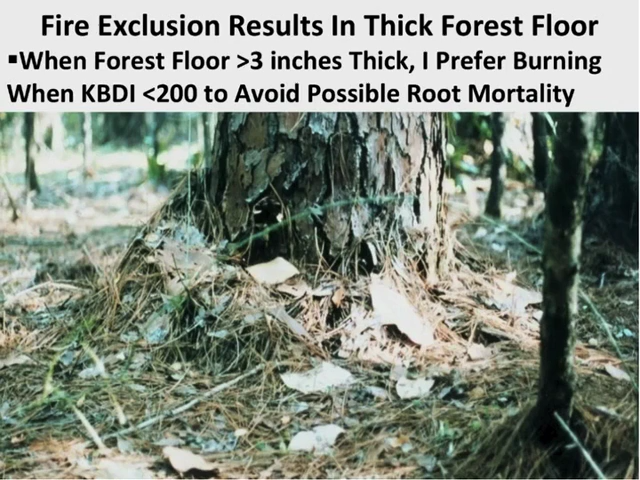 Fire Exclusion Results In Thick Forest Floor
▪When Forest Floor >3 inches Thick, I Prefer Burning
When KBDI <200 to Avoid Possible Root Mortality